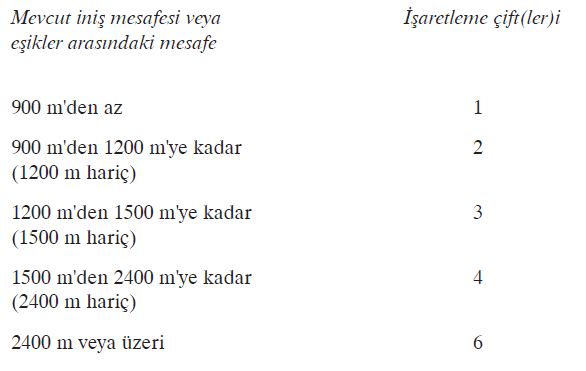 Mevcut iniş mesafesi veya İşaretleme çift(ler)i
eşikler arasındaki mesafe
900 m'den az 1
900 m'den 1200 m'ye kadar 2
(1200 m hariç)
1200 m'den 1500 m'ye kadar 3
(1500 m hariç)
1500 m'den 2400 m'ye kadar 4
(2400 m hariç)
2400 m veya üzeri 6